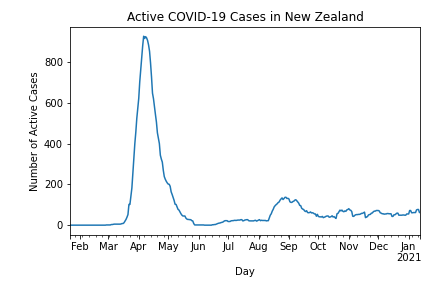 Active COVID-19 Cases in New Zealand
Number of Active Cases
800
600
400
200
0
Feb Mar Apr May Jun Jul Aug Sep Oct Nov Dec Jan
2021
Day